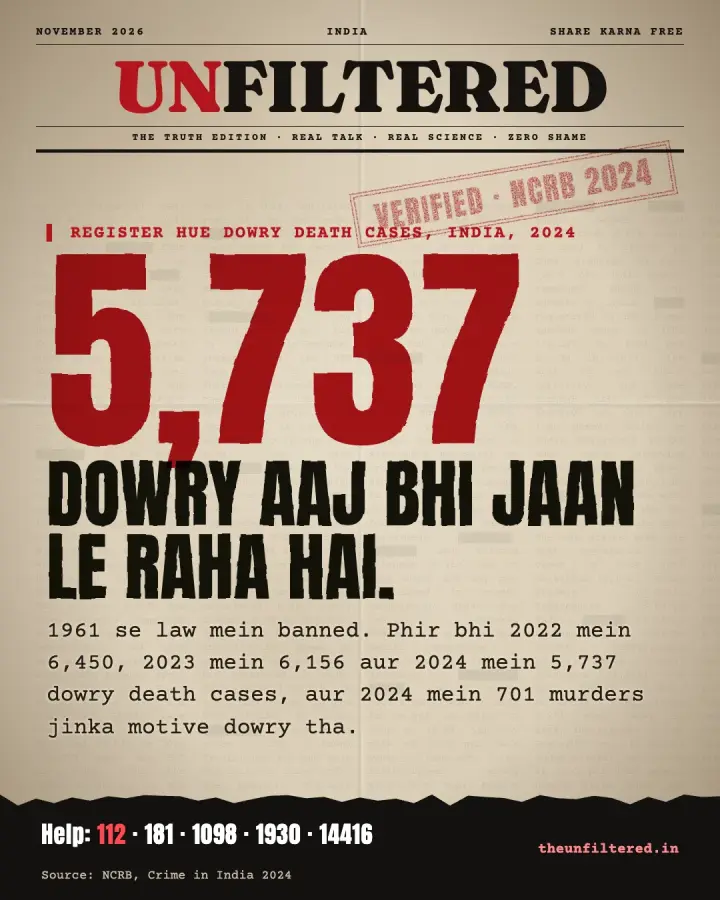 NOVEMBER 2026 INDIA SHARE KARNA FREE
UNFILTERED
THE TRUTH EDITION · REAL TALK · REAL SCIENCE · ZERO SHAME
VERIFIED · NCRB 2024
REGISTER HUE DOWRY DEATH CASES, INDIA, 2024
5,737
DOWRY AAJ BHI JAAN
LE RAHA HAI.
1961 se law mein banned. Phir bhi 2022 mein
6,450, 2023 mein 6,156 aur 2024 mein 5,737
dowry death cases, aur 2024 mein 701 murders
jinka motive dowry tha.
Help: 112 · 181 · 1098 · 1930 · 14416
theunfiltered.in
Source: NCRB, Crime in India 2024